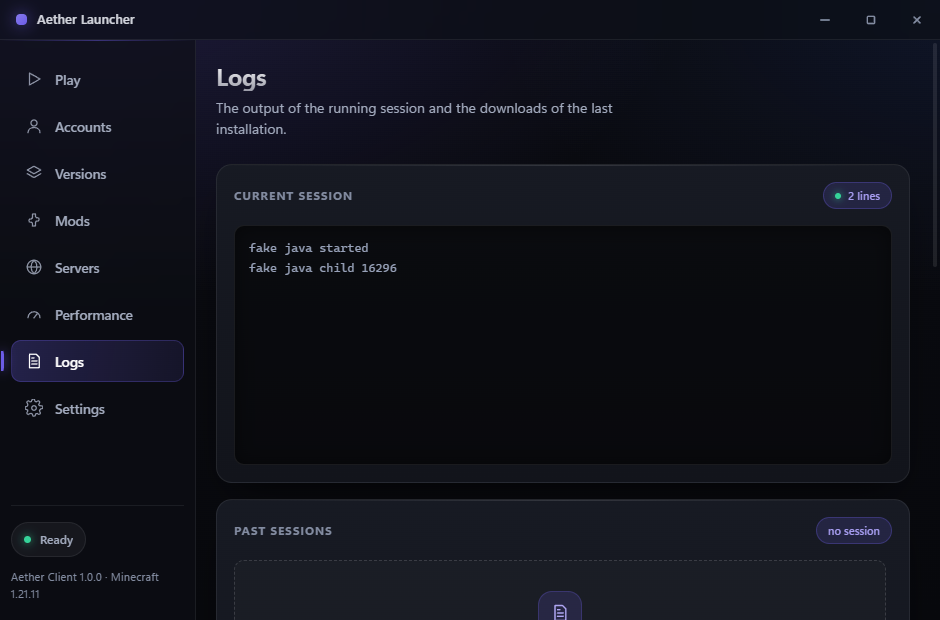 Aether Launcher
Play
Accounts
Versions
Mods
Servers
Performance
Logs
Settings
Ready
Aether Client 1.0.0 · Minecraft
1.21.11
Logs
The output of the running session and the downloads of the last
installation.
CURRENT SESSION
2 lines
fake java started
fake java child 16296
PAST SESSIONS
no session